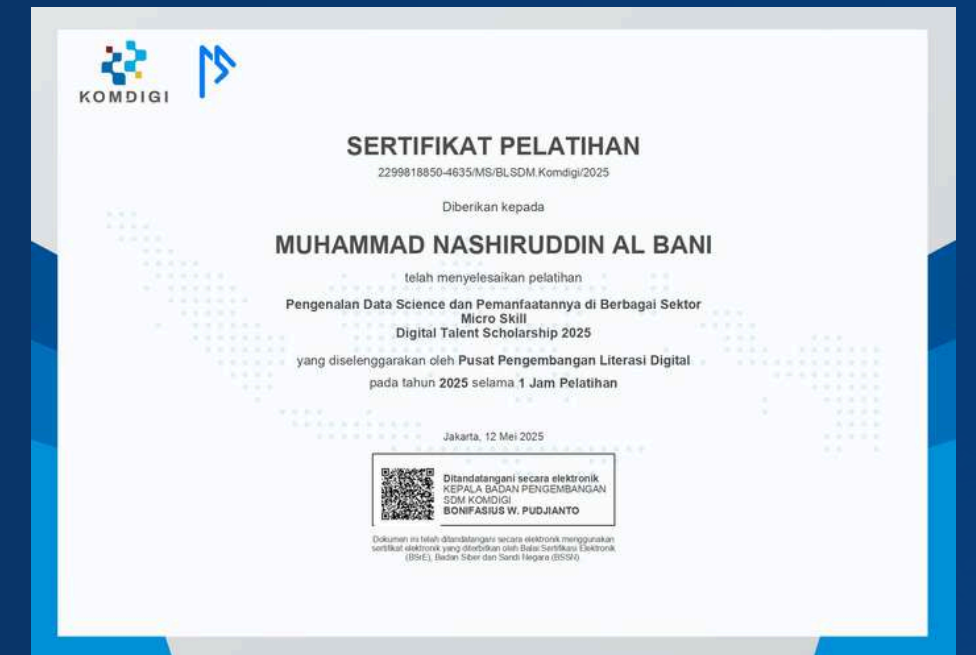 KOMDIGI
SERTIFIKAT PELATIHAN
2299818850-4635/MS/BLSDM.Komdigi/2025
Diberikan kepada
MUHAMMAD NASHIRUDDIN AL BANI
telah menyelesaikan pelatihan
Pengenalan Data Science dan Pemanfaatannya di Berbagai Sektor
Micro Skill
Digital Talent Scholarship 2025
yang diselenggarakan oleh Pusat Pengembangan Literasi Digital
pada tahun 2025 selama 1 Jam Pelatihan
Jakarta, 12 Mei 2025
Ditandatangani secara elektronik
KEPALA BADAN PENGEMBANGAN
SDM KOMDIGI
BONIFASIUS W. PUDJIANTO
Dokumen ini telah ditandatangani secara elektronik menggunakan
sertifikat elektronik yang diterbitkan oleh Balai Sertifikasi Elektronik
(BSrE), Badan Siber dan Sandi Negara (BSSN)